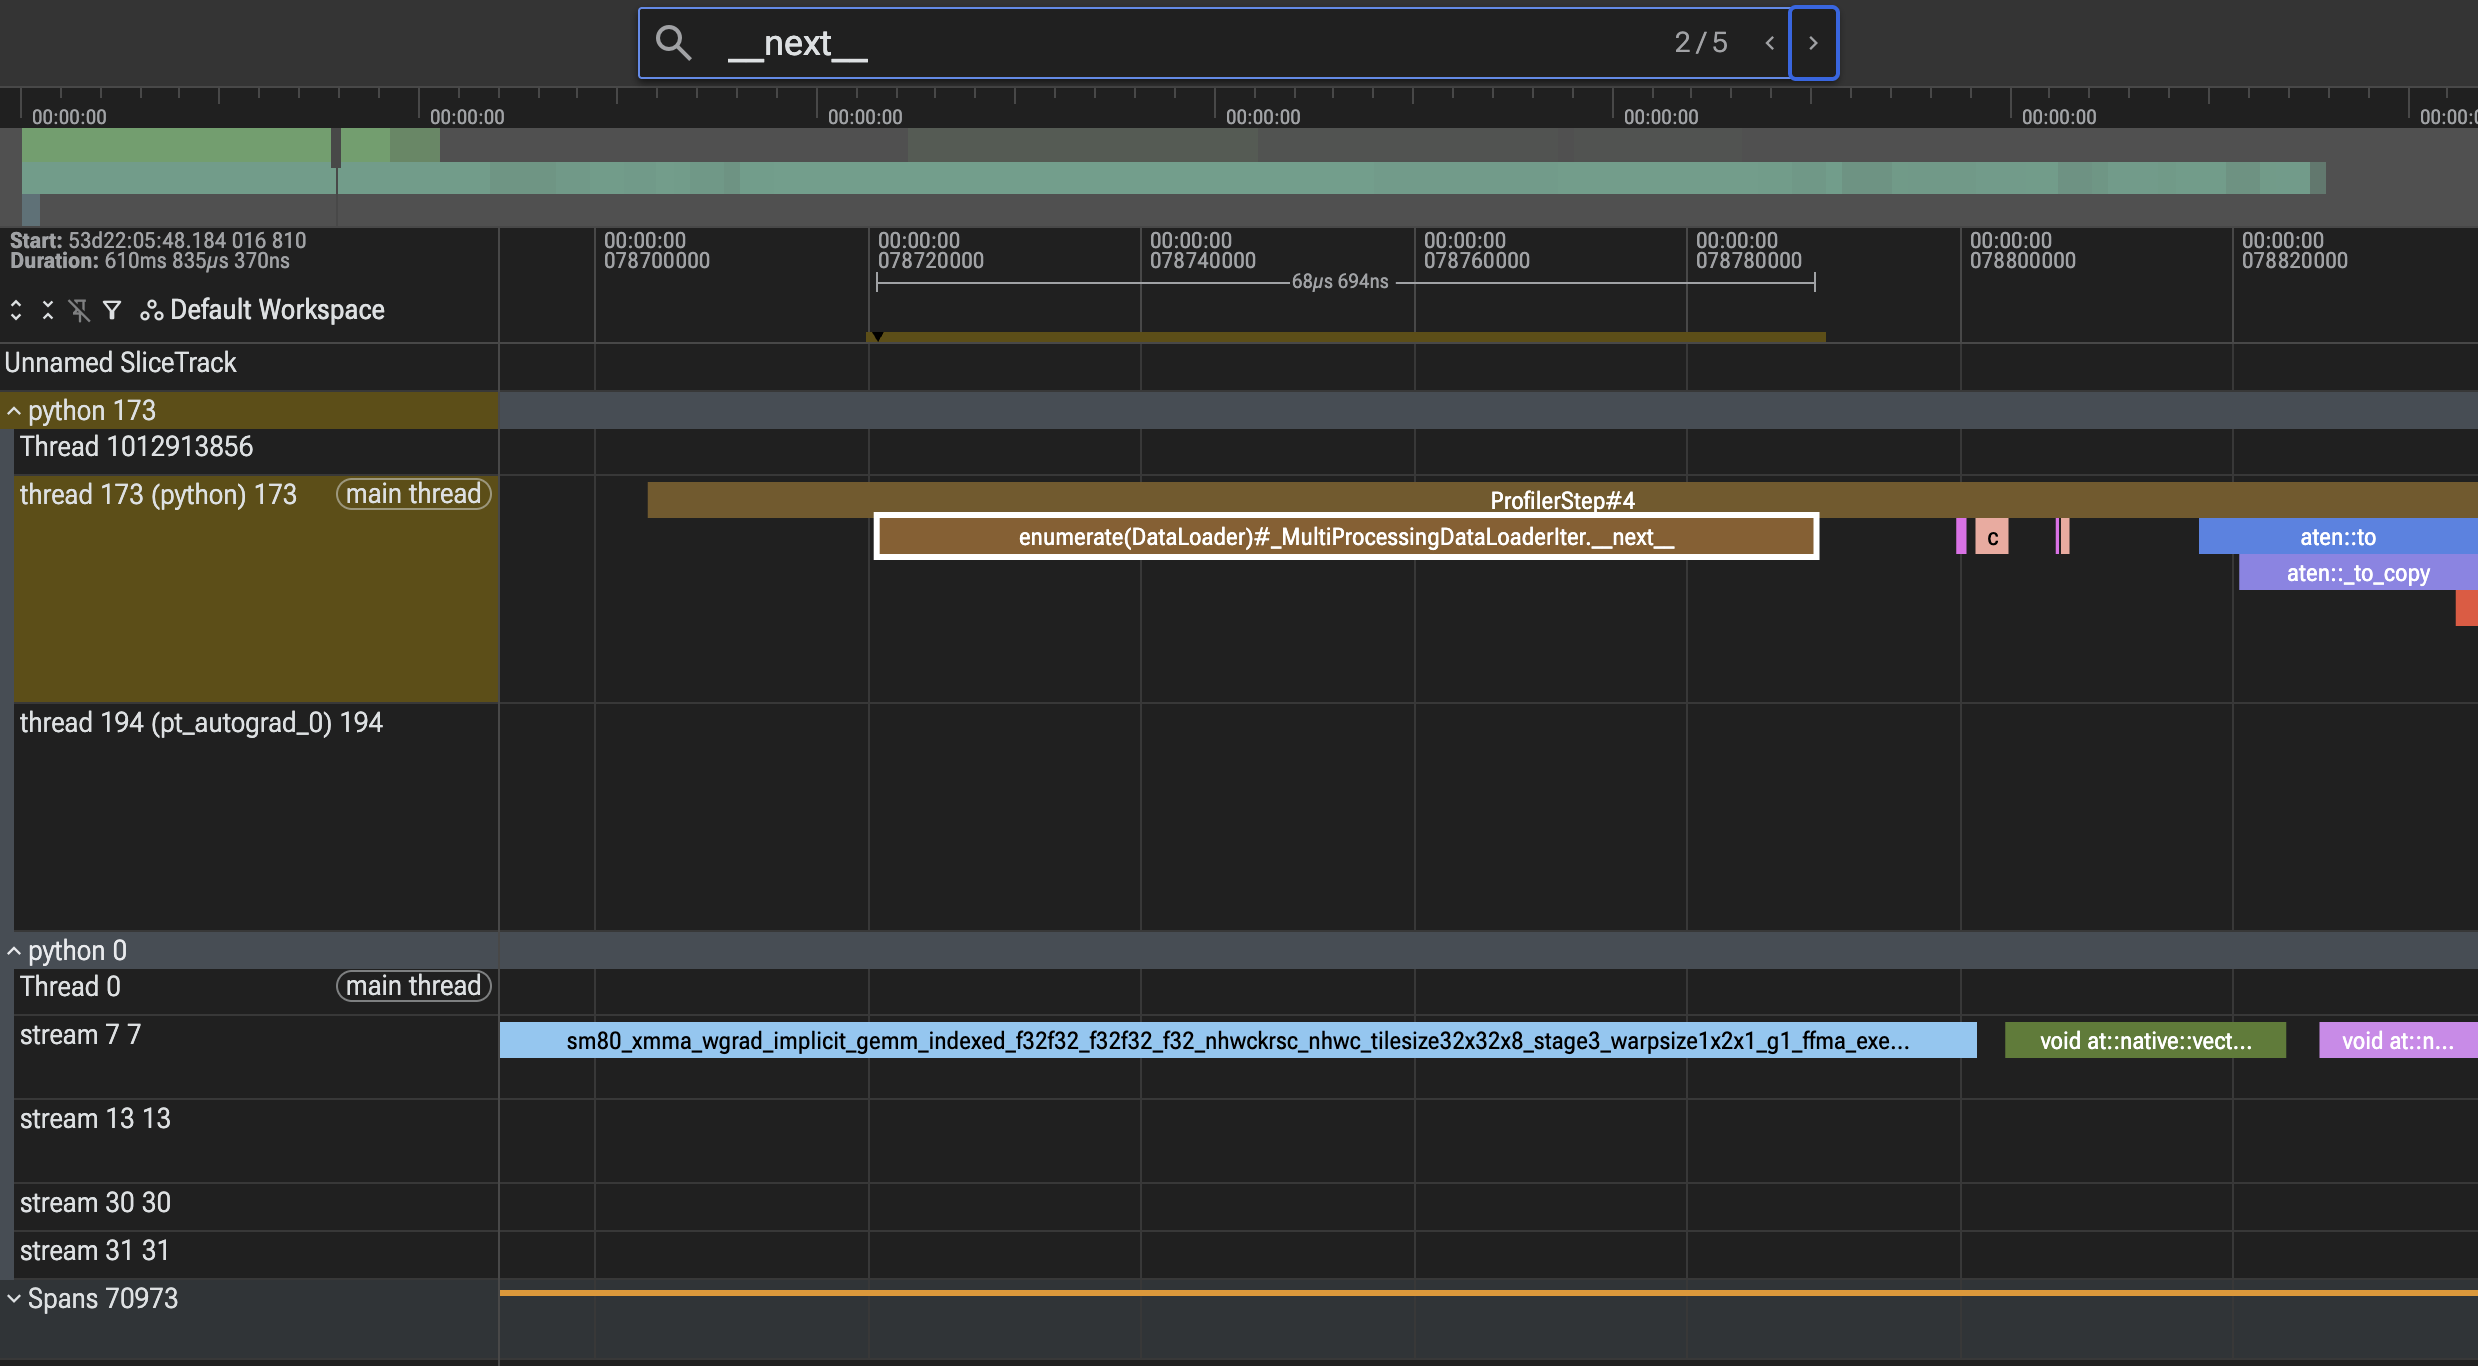 __next__ 2/5
00:00:00 00:00:00 00:00:00 00:00:00 00:00:00 00:00:00
Start: 53d22:05:48.184 016 810
Duration: 610ms 835µs 370ns
00:00:00 00:00:00 00:00:00 00:00:00 00:00:00 00:00:00 00:00:00
078700000 078720000 078740000 078760000 078780000 078800000 078820000
68µs 694ns
Default Workspace
Unnamed SliceTrack
python 173
Thread 1012913856
thread 173 (python) 173 main thread
ProfilerStep#4
enumerate(DataLoader)#_MultiProcessingDataLoaderIter.__next__ c aten::to
aten::_to_copy
thread 194 (pt_autograd_0) 194
python 0
Thread 0 main thread
stream 7 7
sm80_xmma_wgrad_implicit_gemm_indexed_f32f32_f32f32_f32_nhwckrsc_nhwc_tilesize32x32x8_stage3_warpsize1x2x1_g1_ffma_exe... void at::native::vect... void at::n...
stream 13 13
stream 30 30
stream 31 31
Spans 70973